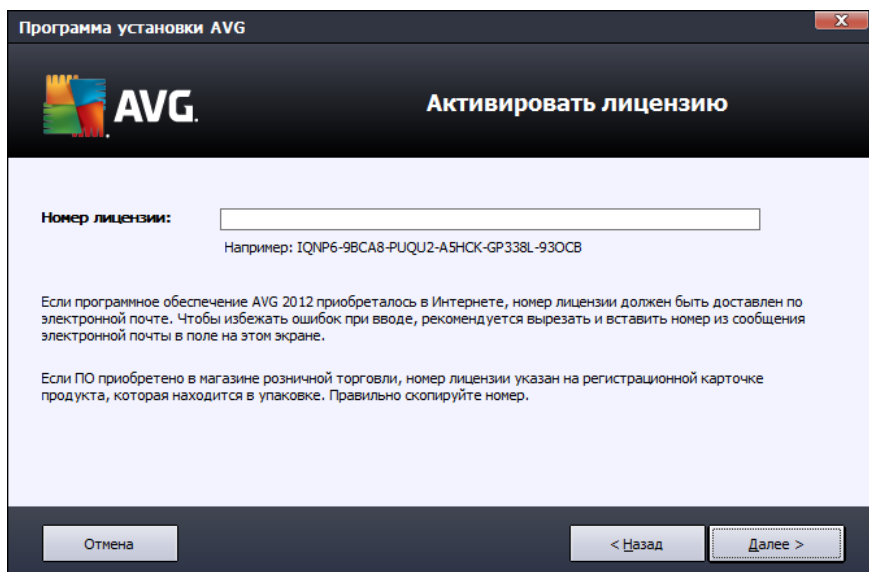 Программа установки AVG
X
AVG.
Активировать лицензию
Номер лицензии:
Например: IQNP6-9BCA8-PUQU2-A5HCK-GP338L-93OCB
Если программное обеспечение AVG 2012 приобреталось в Интернете, номер лицензии должен быть доставлен по
электронной почте. Чтобы избежать ошибок при вводе, рекомендуется вырезать и вставить номер из сообщения
электронной почты в поле на этом экране.
Если ПО приобретено в магазине розничной торговли, номер лицензии указан на регистрационной карточке
продукта, которая находится в упаковке. Правильно скопируйте номер.
Отмена
< Назад
Далее >